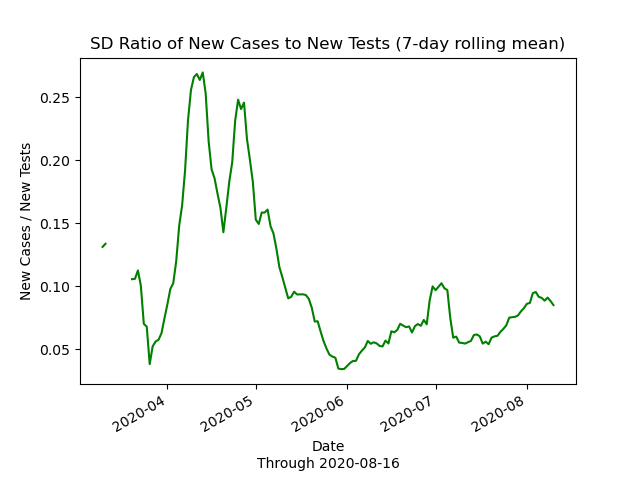 SD Ratio of New Cases to New Tests (7-day rolling mean)
New Cases / New Tests
0.25
0.20
0.15
0.10
0.05
2020-04
2020-05
2020-06
2020-07
2020-08
Date
Through 2020-08-16